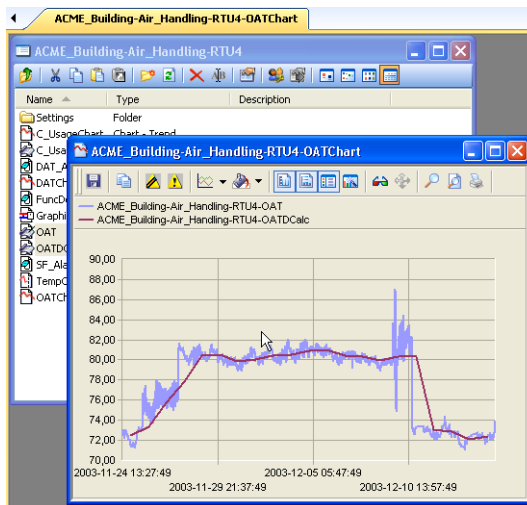 ACME_Building-Air_Handling-RTU4-OATChart
ACME_Building-Air_Handling-RTU4
Name Type Description
Settings Folder
C_UsageChart Chart - Trend
C_Usa
DAT_A
DATCh
FuncDe
Graphi
OAT
OATDC
SF_Ala
TempC
OATCh
ACME_Building-Air_Handling-RTU4-OATChart
ACME_Building-Air_Handling-RTU4-OAT
ACME_Building-Air_Handling-RTU4-OATDCalc
90,00
88,00
86,00
84,00
82,00
80,00
78,00
76,00
74,00
72,00
70,00
2003-11-24 13:27:49 2003-12-05 05:47:49
2003-11-29 21:37:49 2003-12-10 13:57:49